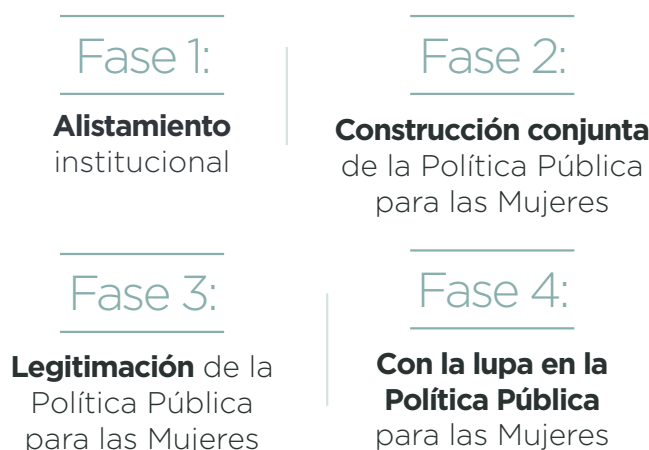 Fase 1:
Alistamiento
institucional
Fase 2:
Construcción conjunta
de la Política Pública
para las Mujeres
Fase 3:
Legitimación de la
Política Pública
para las Mujeres
Fase 4:
Con la lupa en la
Política Pública
para las Mujeres